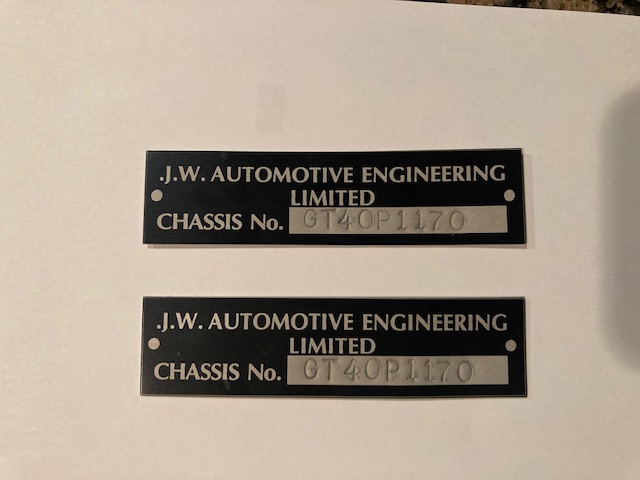 .J.W. AUTOMOTIVE ENGINEERING
LIMITED
CHASSIS No. GT40P1170
.J.W. AUTOMOTIVE ENGINEERING
LIMITED
CHASSIS No. GT40P1170